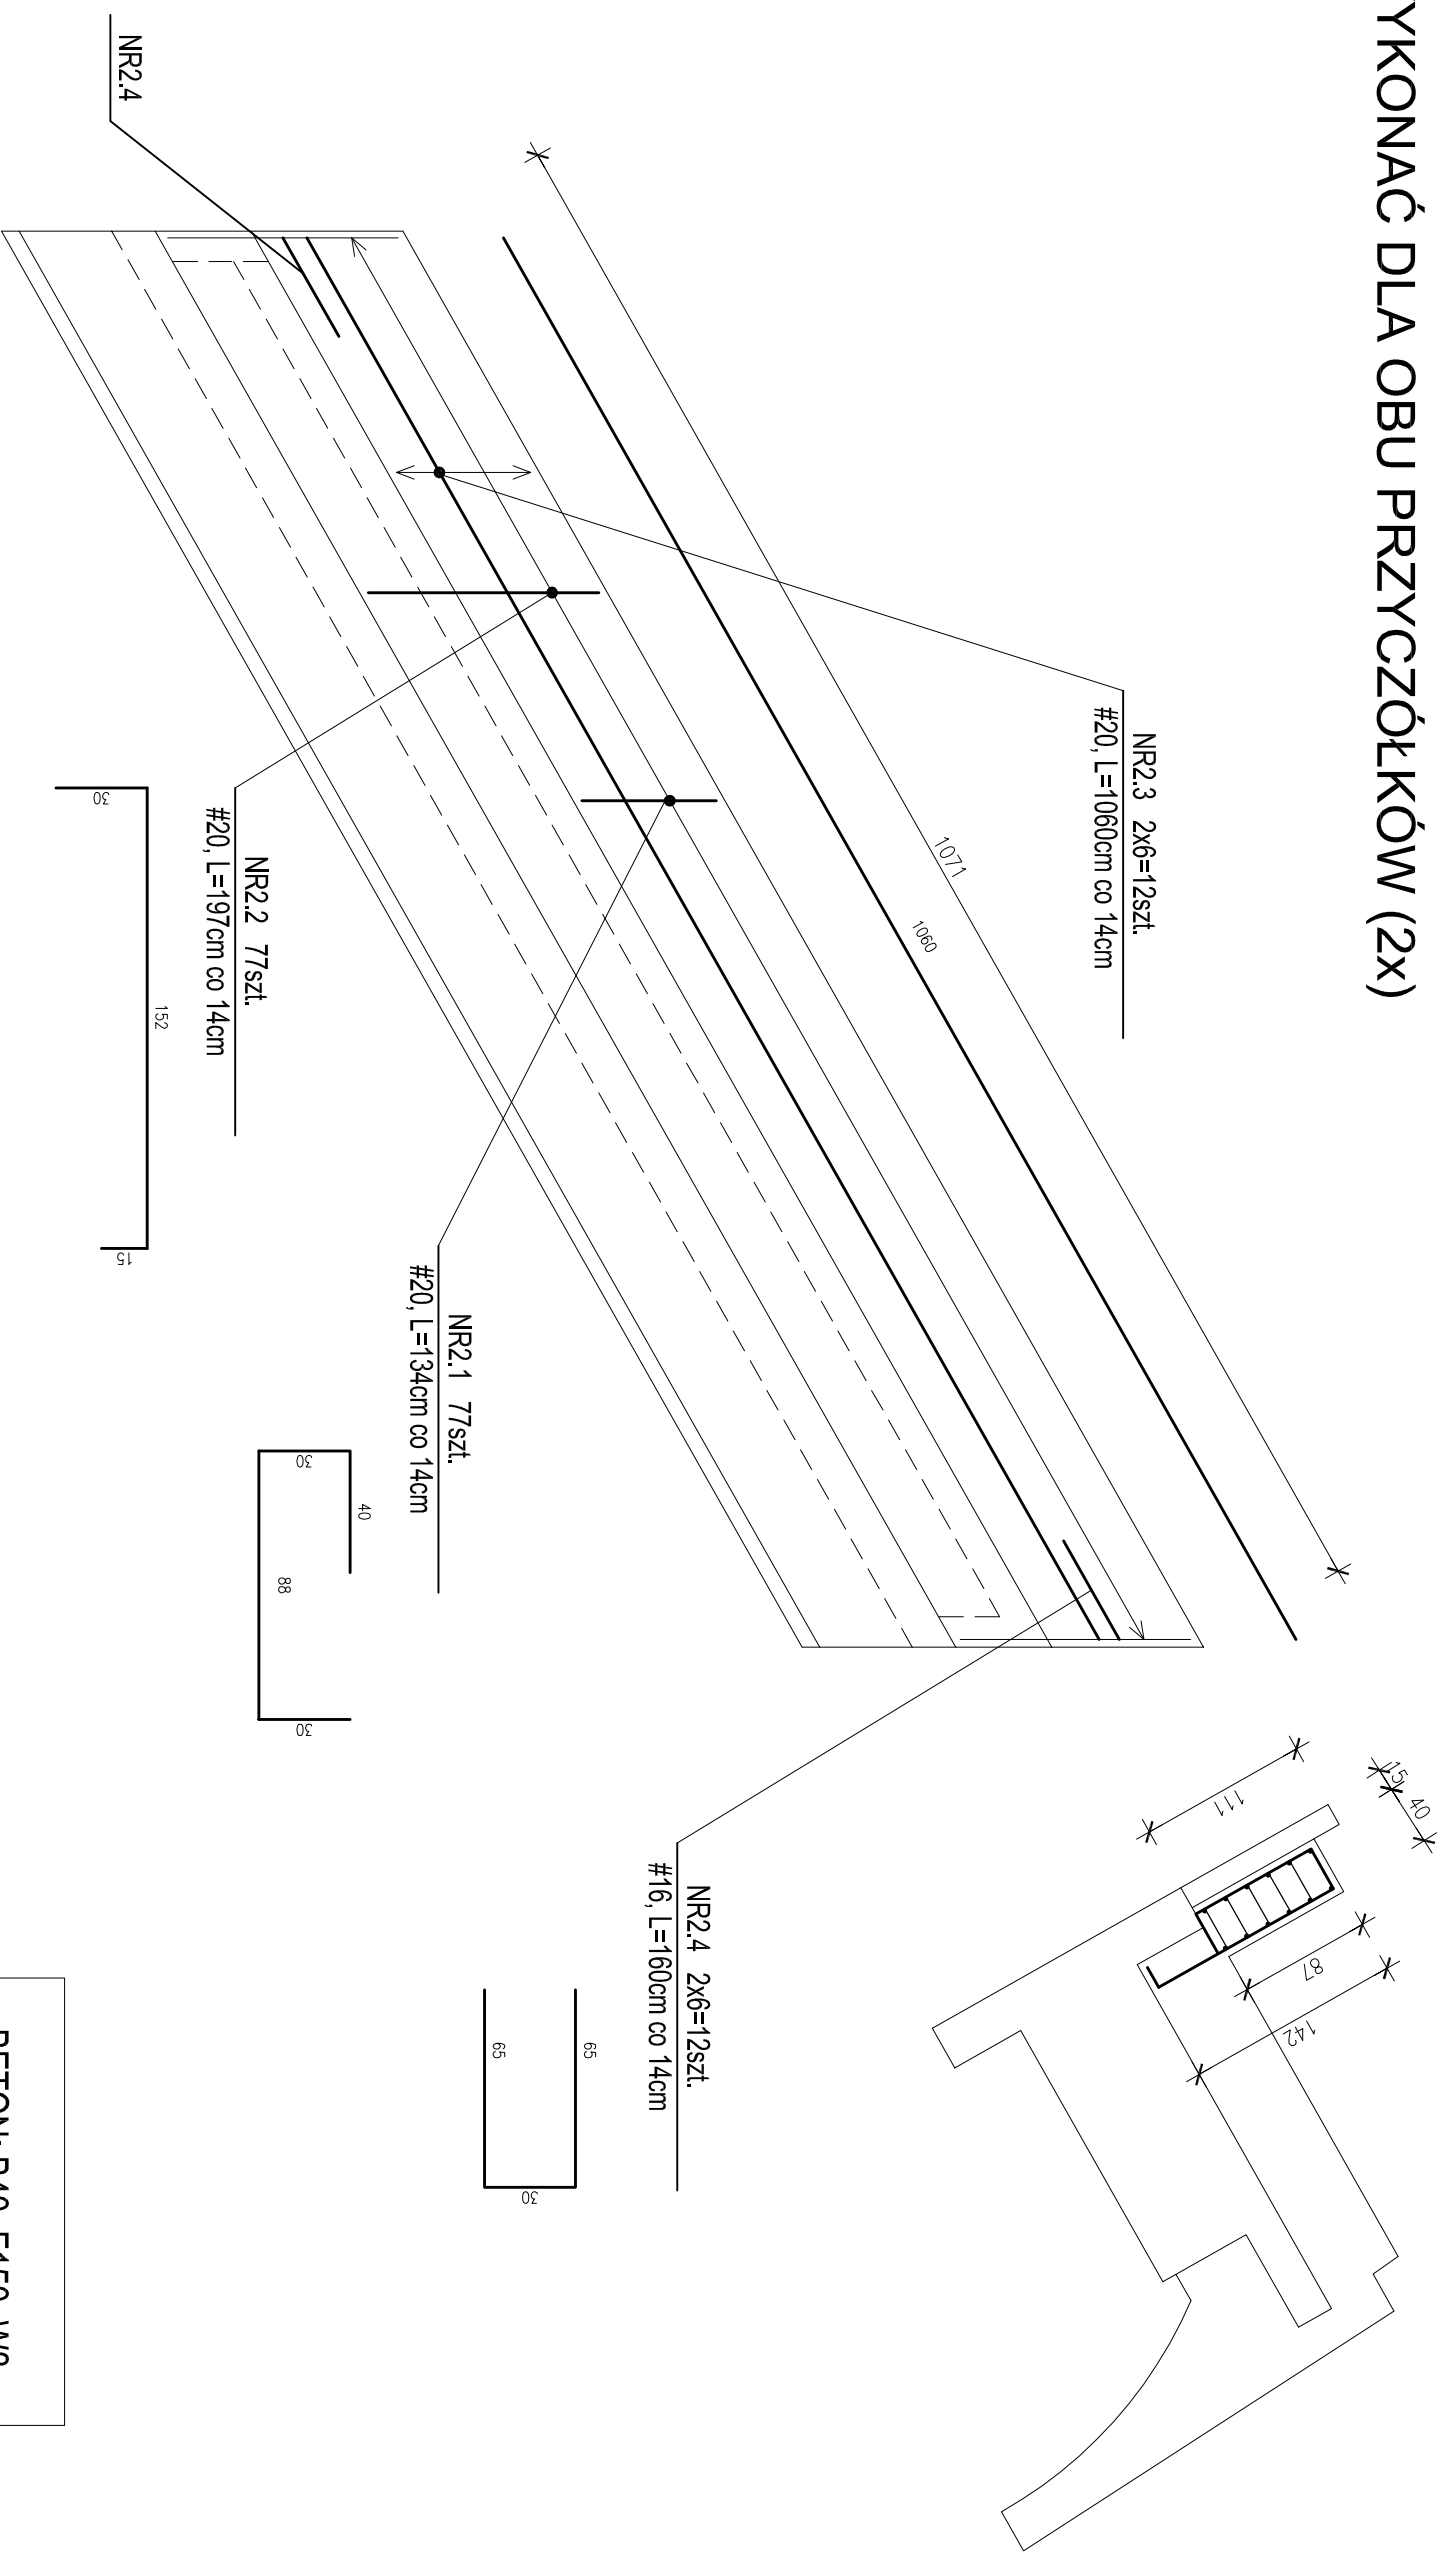 YKONAĆ DLA OBU PRZYCZÓŁKÓW (2x)
NR2.4
NR2.3 2x6=12szt.
#20, L=1060cm co 14cm
1071
1060
NR2.2 77szt.
#20, L=197cm co 14cm
30
152
15
NR2.1 77szt.
#20, L=134cm co 14cm
30
40
88
30
NR2.4 2x6=12szt.
#16, L=160cm co 14cm
65
65
30
15
40
111
87
142